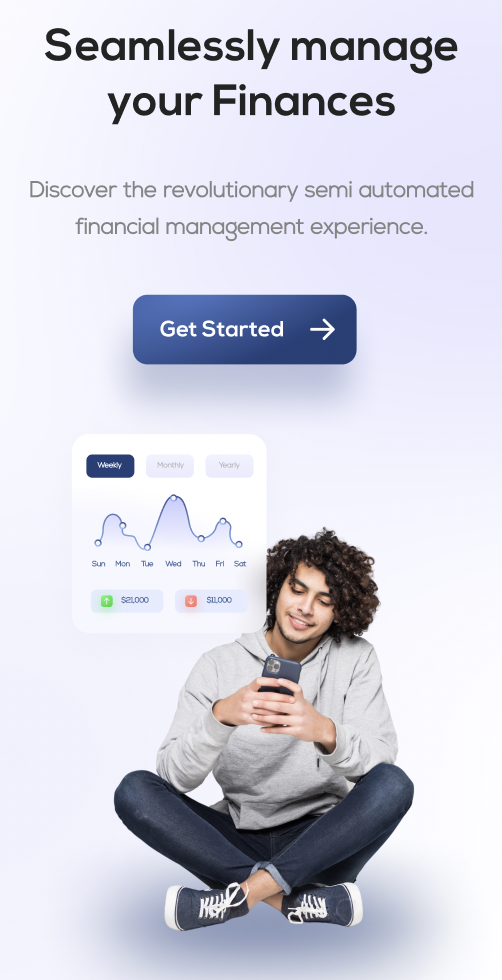 Seamlessly manage
your Finances
Discover the revolutionary semi automated
financial management experience.
Get Started
Weekly Monthly Yearly
Sun Mon Tue Wed Thu Fri Sat
$21,000 $11,000